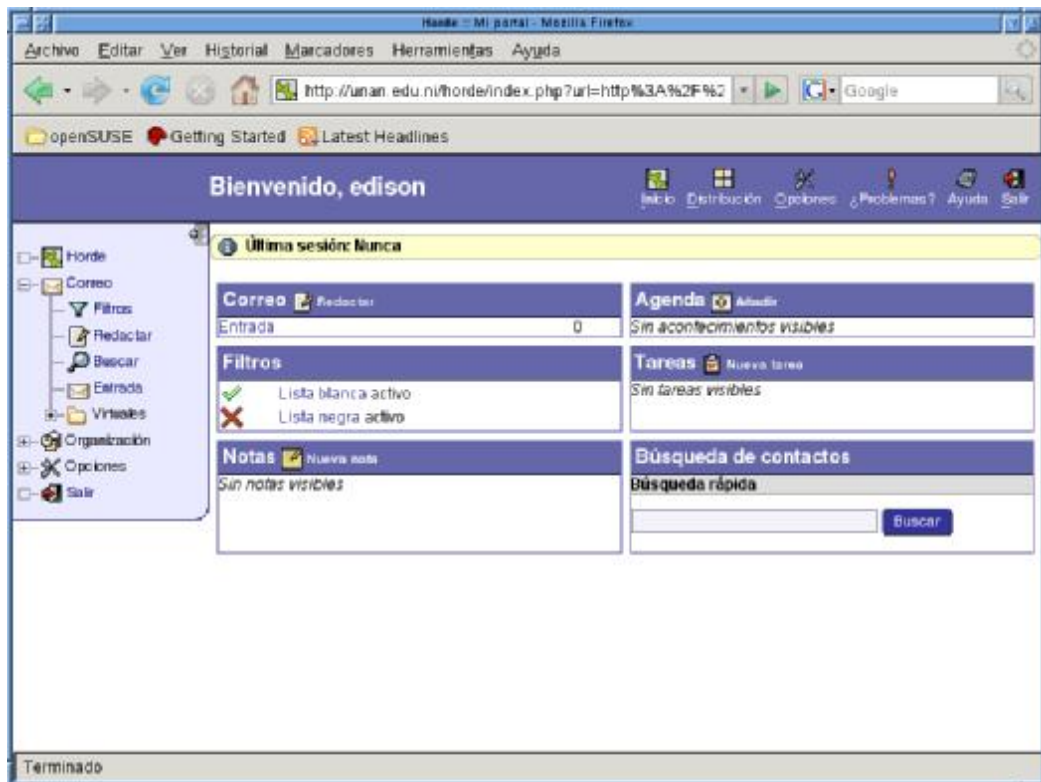 Horde :: Mi portal - Mozilla Firefox
Archivo Editar Ver Historial Marcadores Herramientas Ayuda
http://unan.edu.ni/horde/index.php?url=http%3A%2F%2 Google
openSUSE Getting Started Latest Headlines
Bienvenido, edison
Inicio Distribución Opciones ¿Problemas? Ayuda Salir
Última sesión: Nunca
Horde
Correo
Filtros
Redactar
Buscar
Entrada
Virtuales
Organización
Opciones
Salir
Correo Redactar
Entrada 0
Filtros
Lista blanca activo
Lista negra activo
Notas Nueva nota
Sin notas visibles
Agenda Añadir
Sin acontecimientos visibles
Tareas Nueva tarea
Sin tareas visibles
Búsqueda de contactos
Búsqueda rápida
Buscar
Terminado